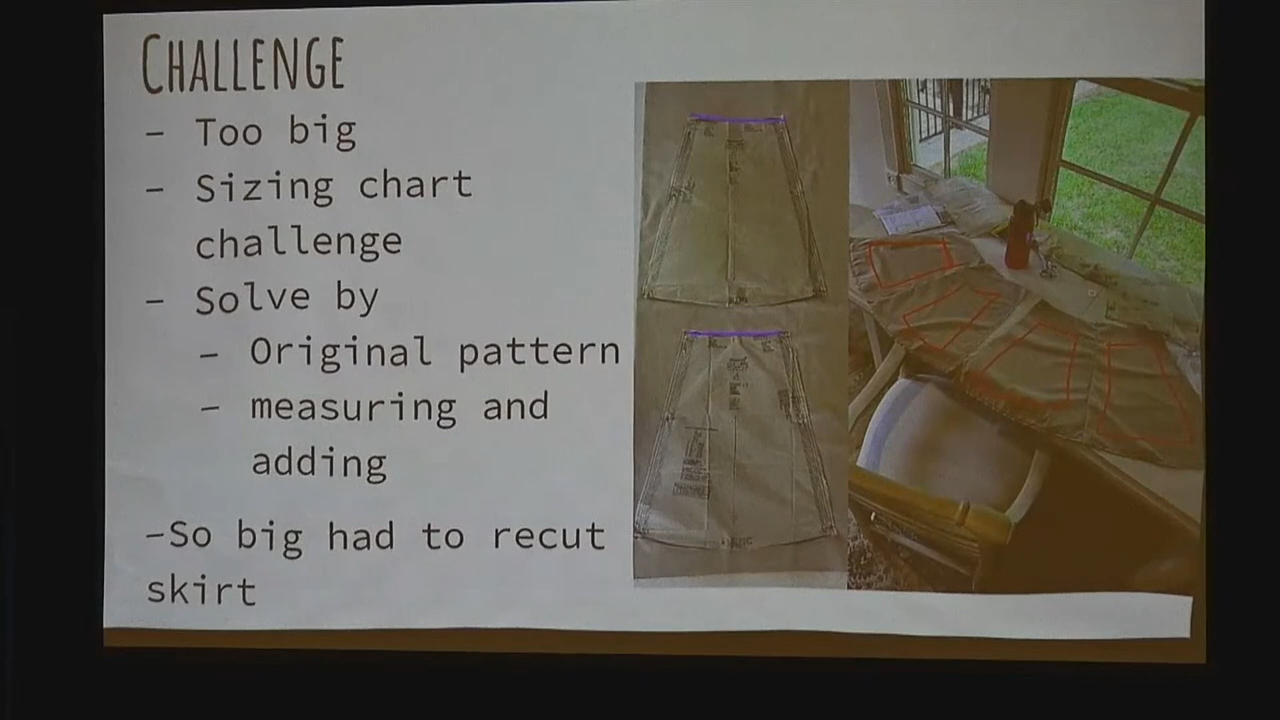 CHALLENGE
– Too big
– Sizing chart
challenge
– Solve by
– Original pattern
– measuring and
adding
–So big had to recut
skirt